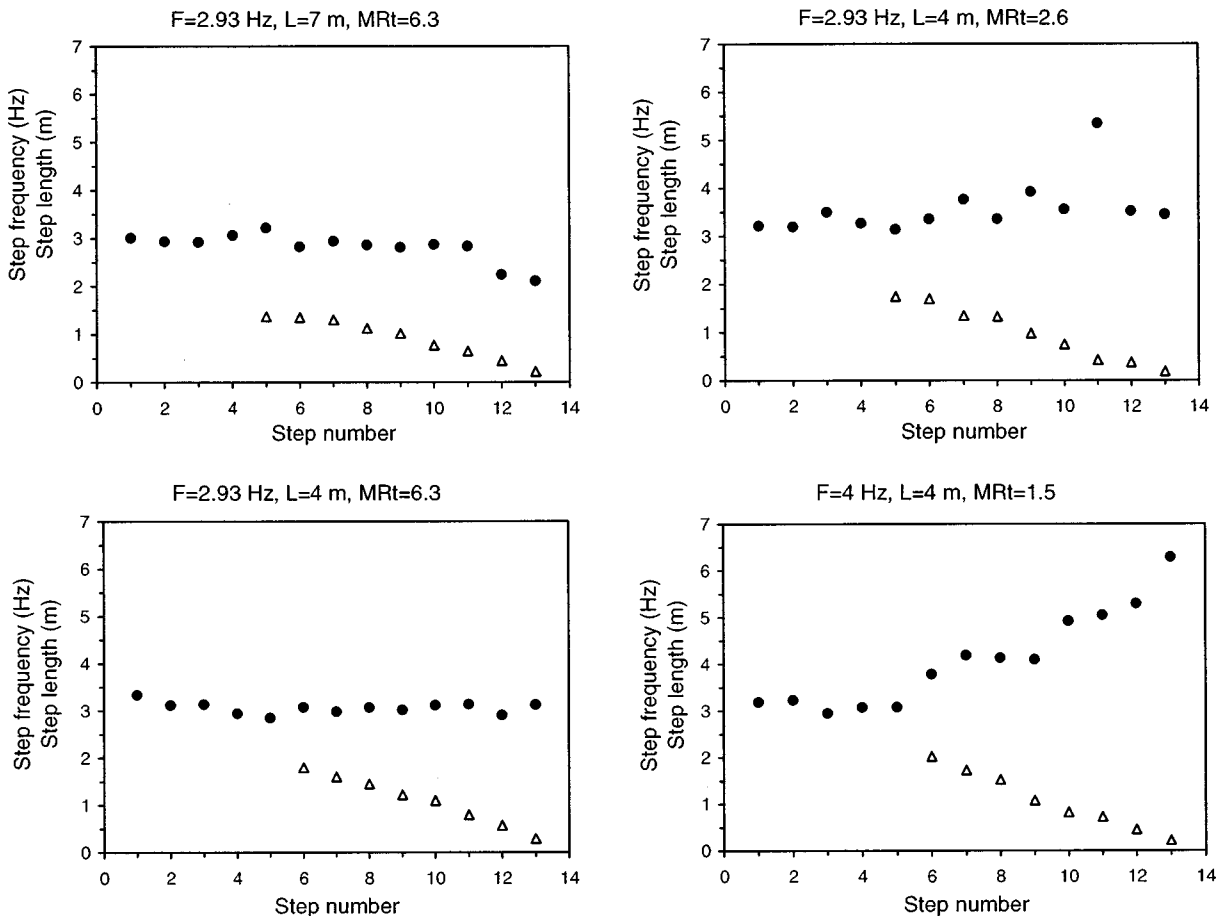 F=2.93 Hz, L=7 m, MRt=6.3
Step frequency (Hz)
Step length (m)
7
6
5
4
3
2
1
0
0 2 4 6 8 10 12 14
Step number
F=2.93 Hz, L=4 m, MRt=2.6
Step frequency (Hz)
Step length (m)
7
6
5
4
3
2
1
0
0 2 4 6 8 10 12 14
Step number
F=2.93 Hz, L=4 m, MRt=6.3
Step frequency (Hz)
Step length (m)
7
6
5
4
3
2
1
0
0 2 4 6 8 10 12 14
Step number
F=4 Hz, L=4 m, MRt=1.5
Step frequency (Hz)
Step length (m)
7
6
5
4
3
2
1
0
0 2 4 6 8 10 12 14
Step number